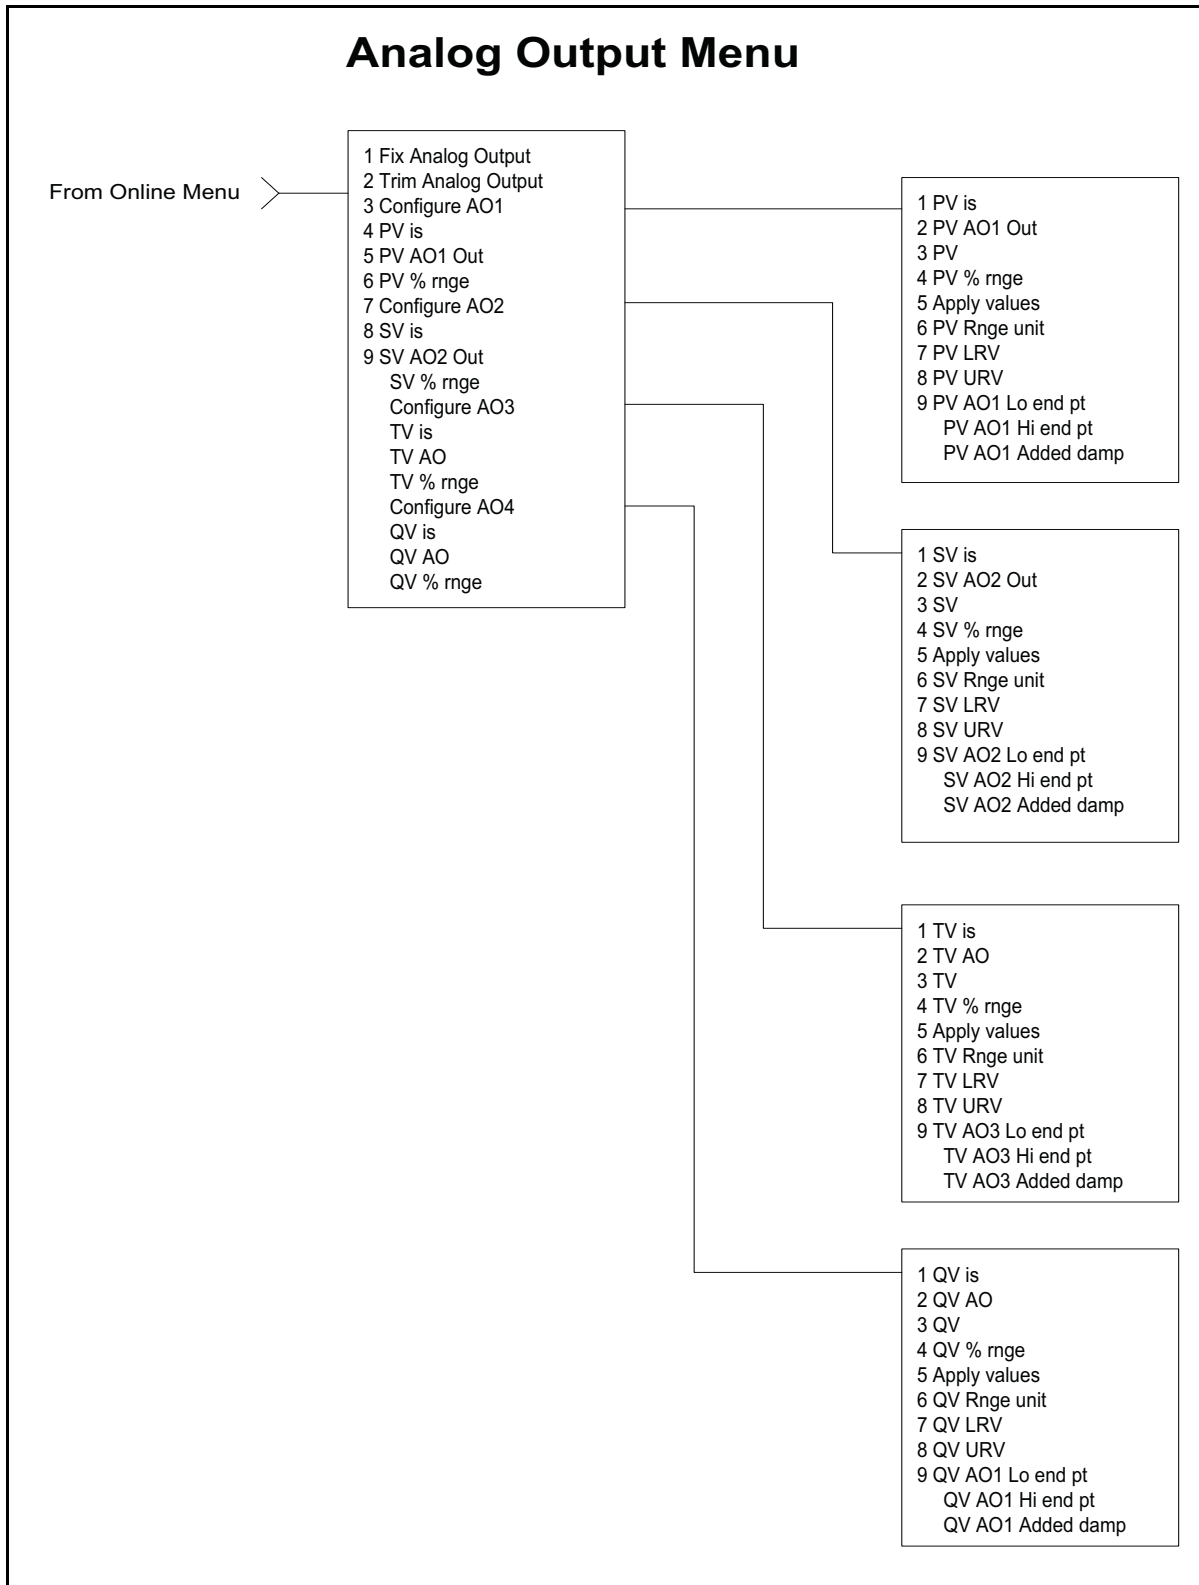 Analog Output Menu
From Online Menu
1 Fix Analog Output
2 Trim Analog Output
3 Configure AO1
4 PV is
5 PV AO1 Out
6 PV % rnge
7 Configure AO2
8 SV is
9 SV AO2 Out
SV % rnge
Configure AO3
TV is
TV AO
TV % rnge
Configure AO4
QV is
QV AO
QV % rnge
1 PV is
2 PV AO1 Out
3 PV
4 PV % rnge
5 Apply values
6 PV Rnge unit
7 PV LRV
8 PV URV
9 PV AO1 Lo end pt
PV AO1 Hi end pt
PV AO1 Added damp
1 SV is
2 SV AO2 Out
3 SV
4 SV % rnge
5 Apply values
6 SV Rnge unit
7 SV LRV
8 SV URV
9 SV AO2 Lo end pt
SV AO2 Hi end pt
SV AO2 Added damp
1 TV is
2 TV AO
3 TV
4 TV % rnge
5 Apply values
6 TV Rnge unit
7 TV LRV
8 TV URV
9 TV AO3 Lo end pt
TV AO3 Hi end pt
TV AO3 Added damp
1 QV is
2 QV AO
3 QV
4 QV % rnge
5 Apply values
6 QV Rnge unit
7 QV LRV
8 QV URV
9 QV AO1 Lo end pt
QV AO1 Hi end pt
QV AO1 Added damp